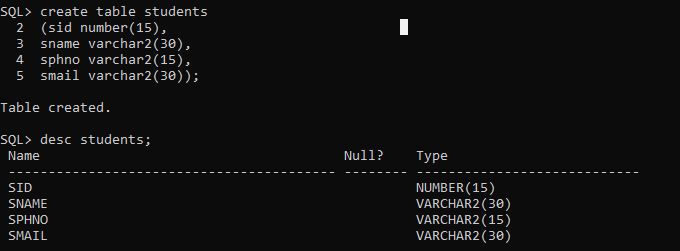 SQL> create table students
  2  (sid number(15),
  3  sname varchar2(30),
  4  sphno varchar2(15),
  5  smail varchar2(30));
Table created.
SQL> desc students;
 Name                                      Null?    Type
 ----------------------------------------- -------- ----------------------------
 SID                                                NUMBER(15)
 SNAME                                              VARCHAR2(30)
 SPHNO                                              VARCHAR2(15)
 SMAIL                                              VARCHAR2(30)